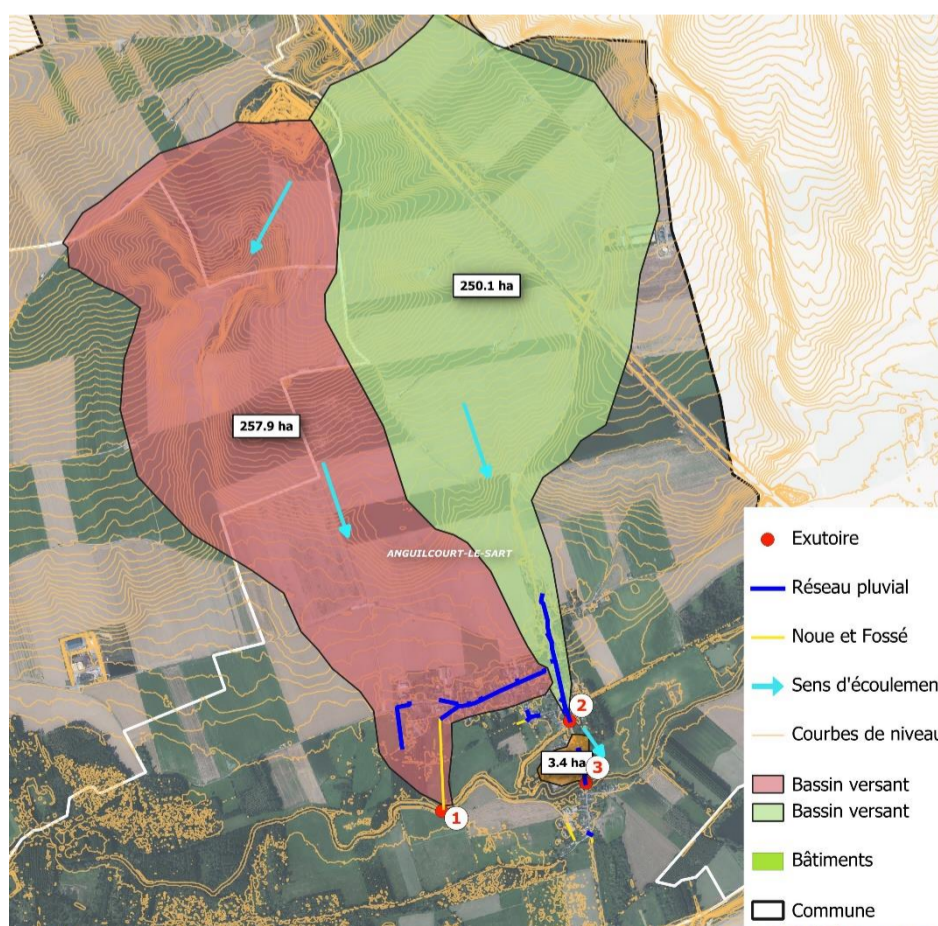 250.1 ha
257.9 ha
ANGUILCOURT-LE-SART
2
3.4 ha
3
1
Exutoire
Réseau pluvial
Noue et Fossé
Sens d'écoulemen
Courbes de niveau
Bassin versant
Bassin versant
Bâtiments
Commune